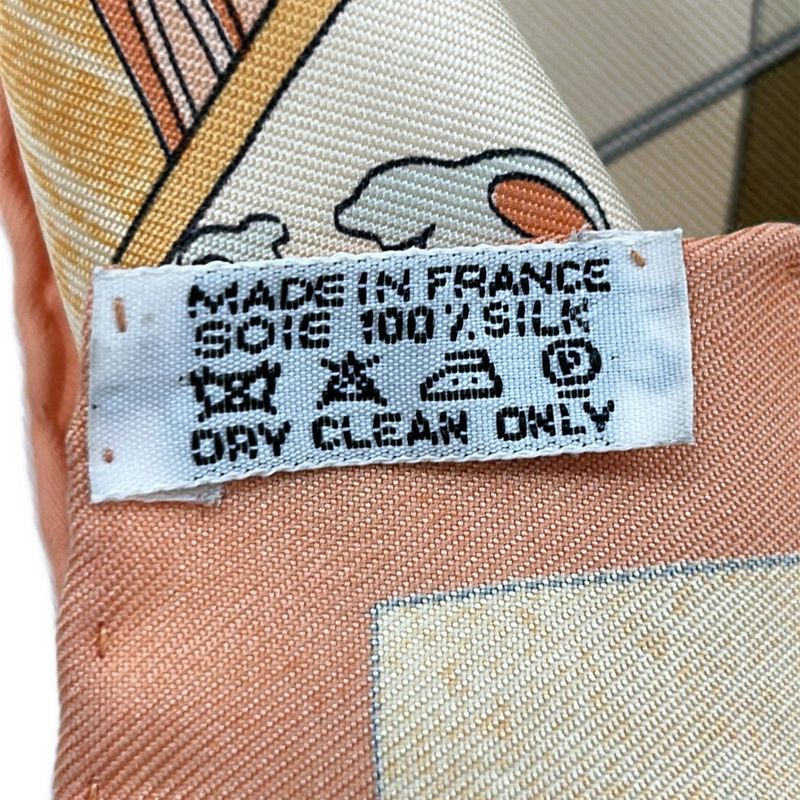 MADE IN FRANCE
SOIE 100% SILK
A P
DRY CLEAN ONLY